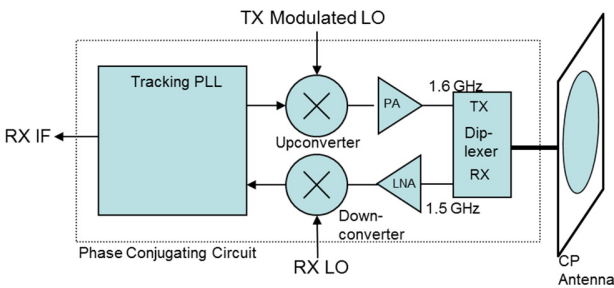 TX Modulated LO
Tracking PLL
1.6 GHz
PA
TX
RX IF
Upconverter
Dip-
lexer
RX
LNA
1.5 GHz
Down-
converter
Phase Conjugating Circuit
RX LO
CP
Antenna